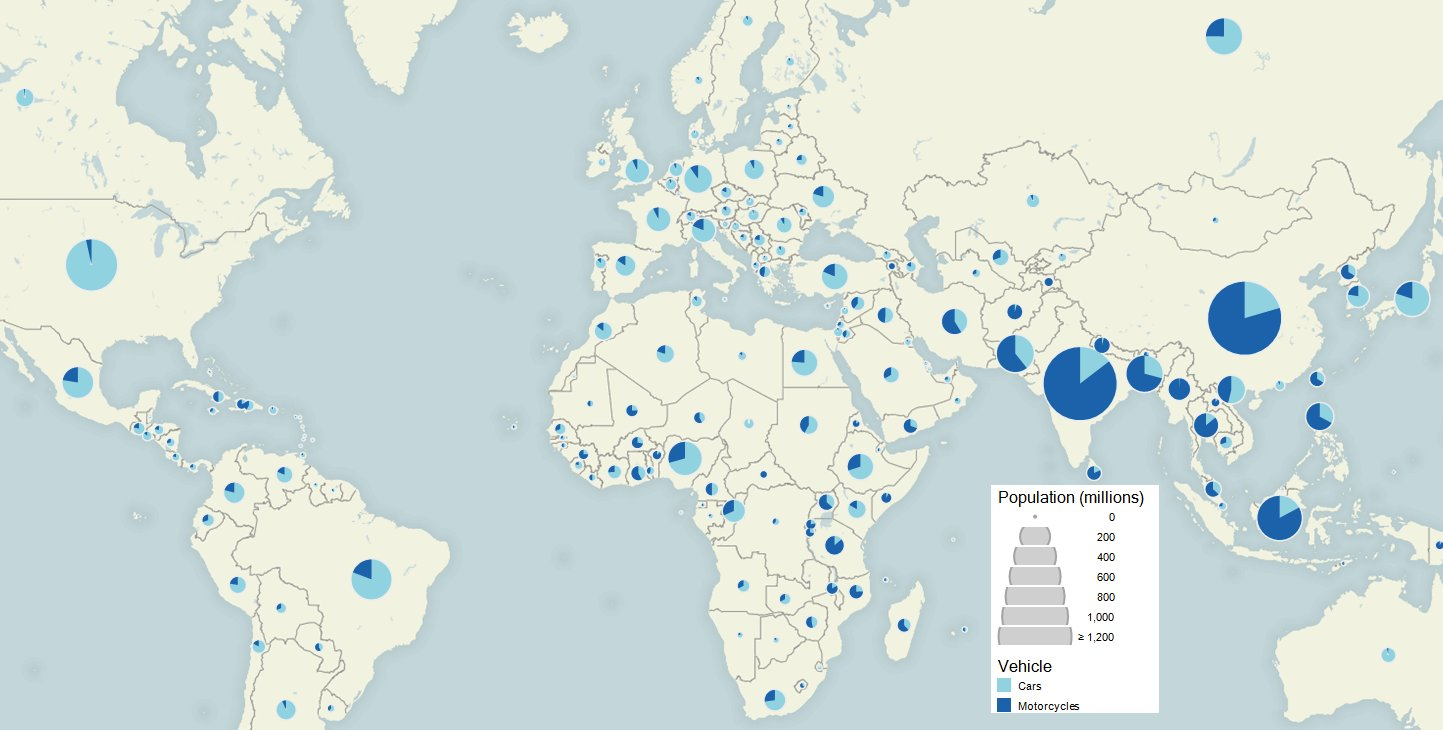 Population (millions)
0
200
400
600
800
1,000
≥ 1,200
Vehicle
Cars
Motorcycles